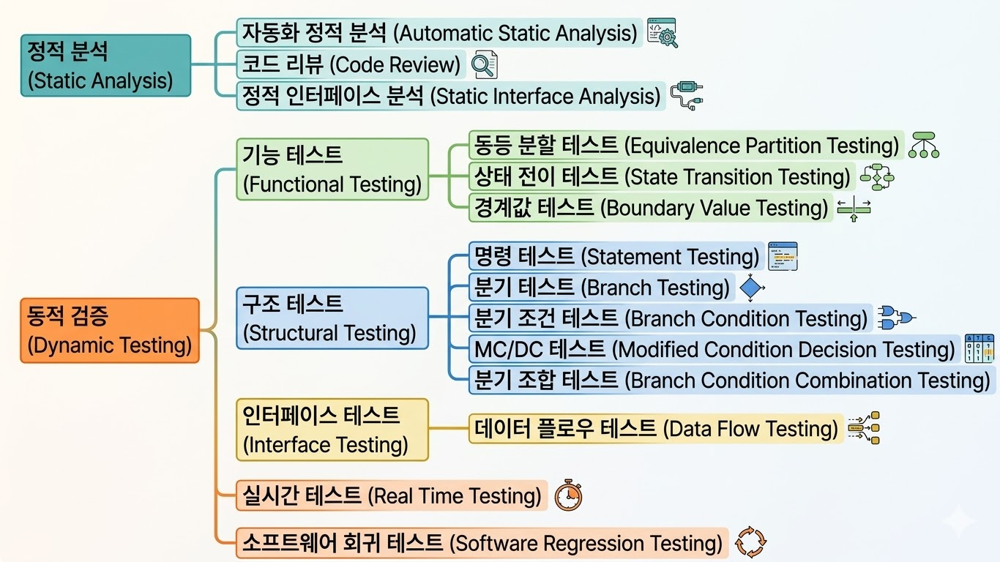 정적 분석
(Static Analysis)
자동화 정적 분석 (Automatic Static Analysis)
코드 리뷰 (Code Review)
정적 인터페이스 분석 (Static Interface Analysis)
동적 검증
(Dynamic Testing)
기능 테스트
(Functional Testing)
동등 분할 테스트 (Equivalence Partition Testing)
상태 전이 테스트 (State Transition Testing)
경계값 테스트 (Boundary Value Testing)
구조 테스트
(Structural Testing)
명령 테스트 (Statement Testing)
분기 테스트 (Branch Testing)
분기 조건 테스트 (Branch Condition Testing)
MC/DC 테스트 (Modified Condition Decision Testing)
분기 조합 테스트 (Branch Condition Combination Testing)
인터페이스 테스트
(Interface Testing)
데이터 플로우 테스트 (Data Flow Testing)
실시간 테스트 (Real Time Testing)
소프트웨어 회귀 테스트 (Software Regression Testing)